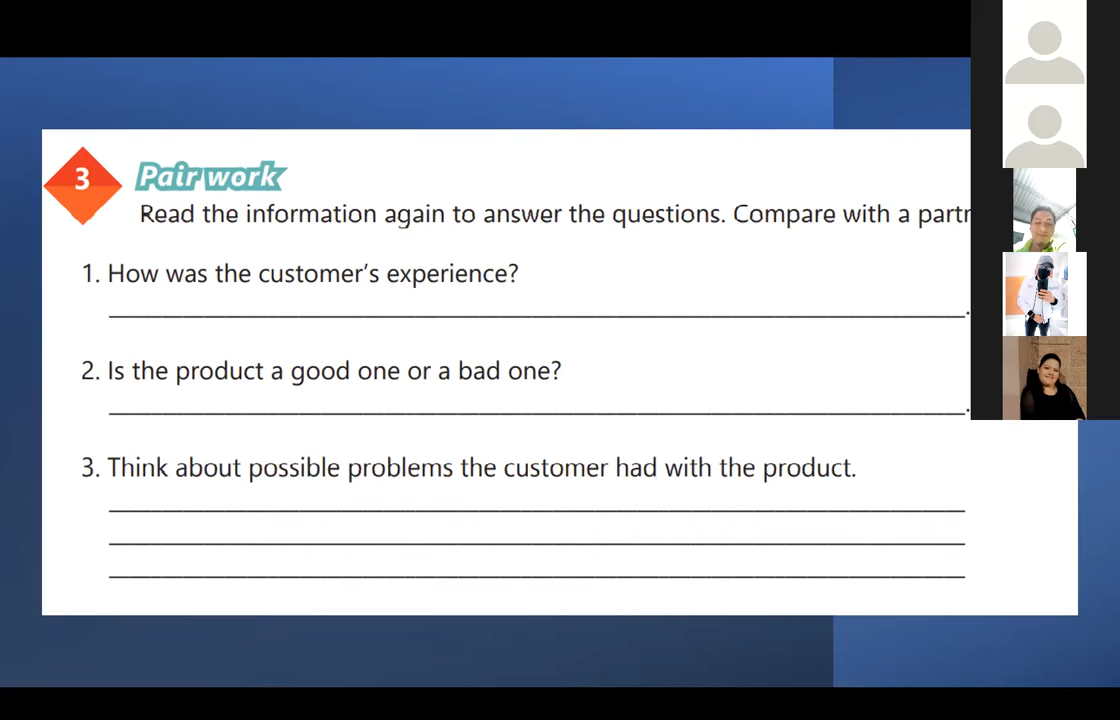 3
Pair work
Read the information again to answer the questions. Compare with a partn
1. How was the customer's experience?
2. Is the product a good one or a bad one?
3. Think about possible problems the customer had with the product.